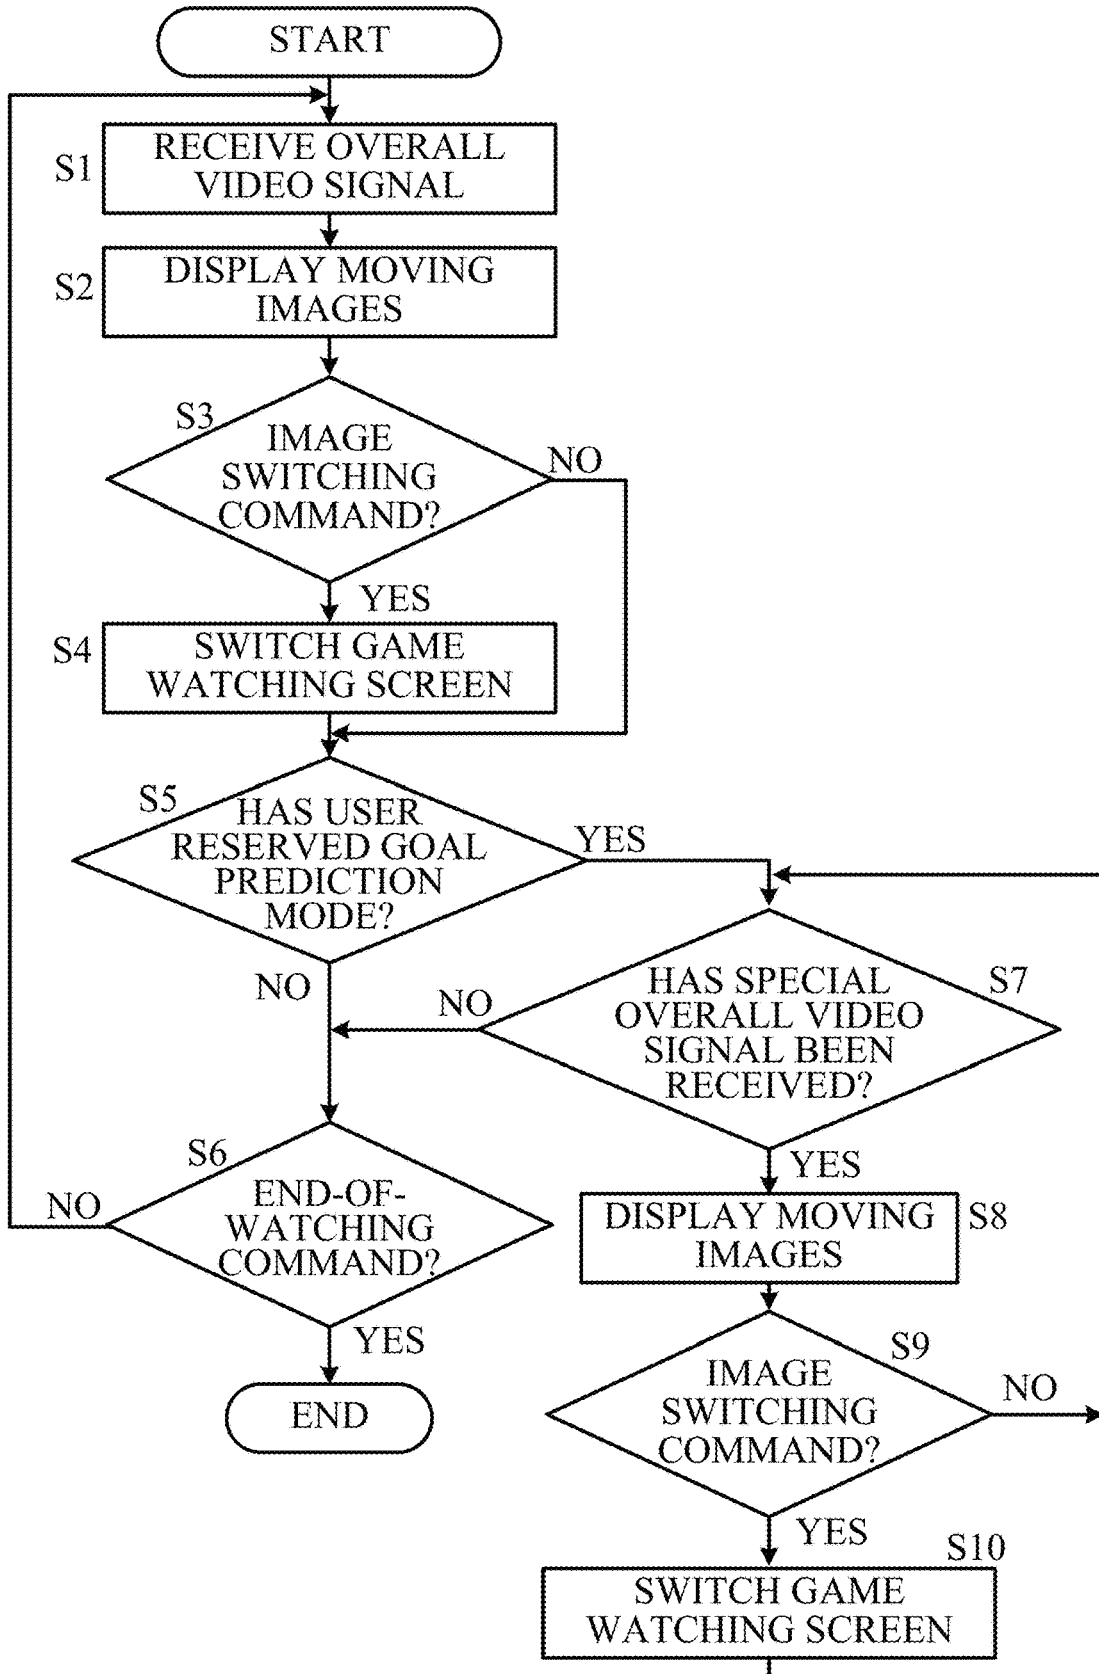 START
S1
RECEIVE OVERALL
VIDEO SIGNAL
S2
DISPLAY MOVING
IMAGES
S3
IMAGE
SWITCHING
COMMAND?
NO
YES
S4
SWITCH GAME
WATCHING SCREEN
S5
HAS USER
RESERVED GOAL
PREDICTION
MODE?
YES
NO
NO
HAS SPECIAL
OVERALL VIDEO
SIGNAL BEEN
RECEIVED?
S7
YES
S6
END-OF-
WATCHING
COMMAND?
NO
YES
END
DISPLAY MOVING
IMAGES
S8
S9
IMAGE
SWITCHING
COMMAND?
NO
YES
S10
SWITCH GAME
WATCHING SCREEN